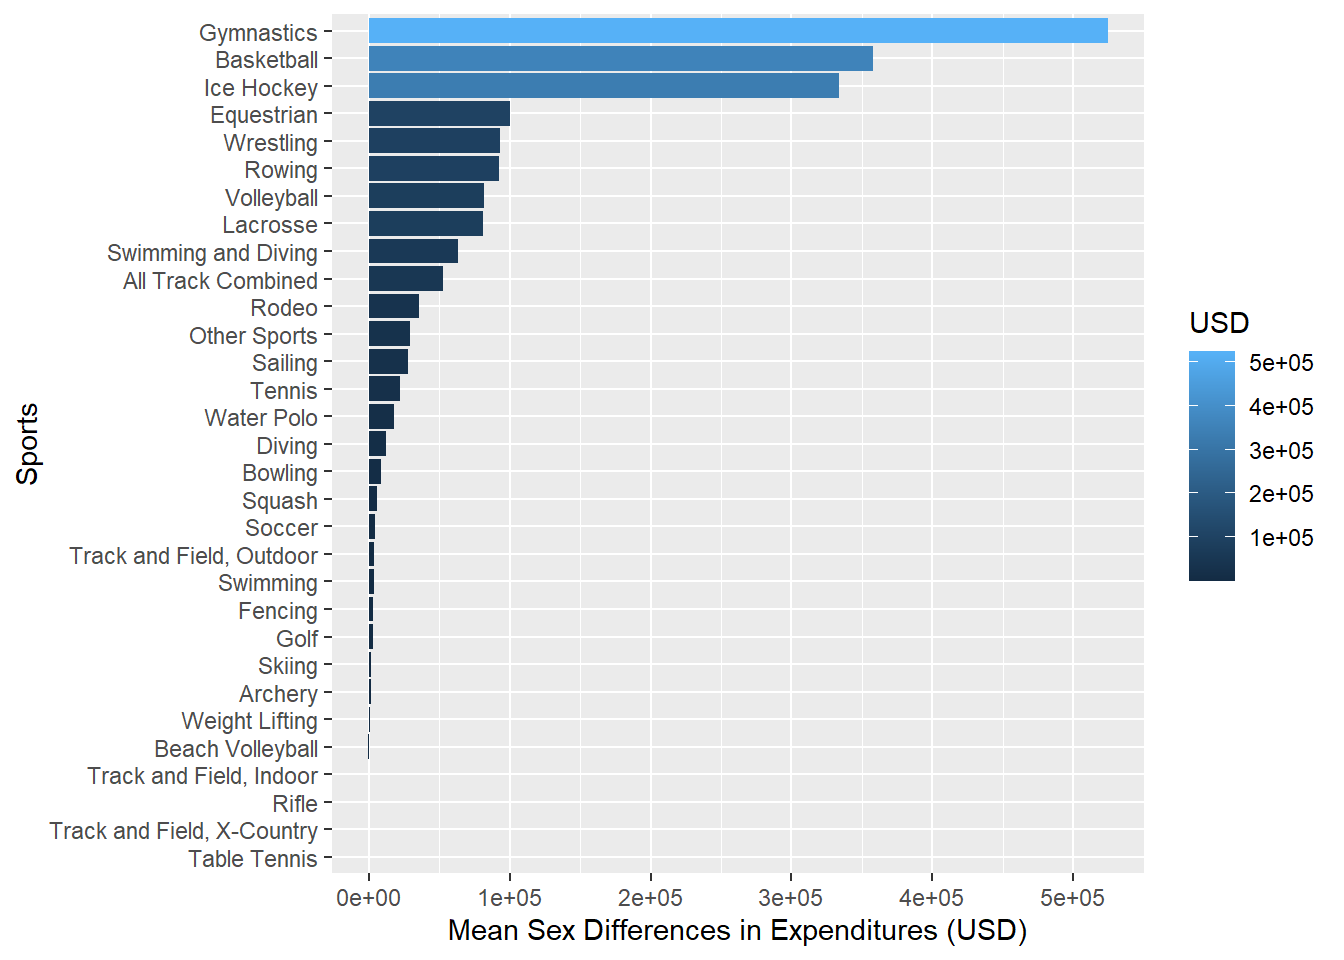 Gymnastics
Basketball
Ice Hockey
Equestrian
Wrestling
Rowing
Volleyball
Lacrosse
Swimming and Diving
All Track Combined
Rodeo
Other Sports
Sailing
Tennis
Water Polo
Diving
Bowling
Squash
Soccer
Track and Field, Outdoor
Swimming
Fencing
Golf
Skiing
Archery
Weight Lifting
Beach Volleyball
Track and Field, Indoor
Rifle
Track and Field, X-Country
Table Tennis
Sports
0e+00 1e+05 2e+05 3e+05 4e+05 5e+05
Mean Sex Differences in Expenditures (USD)
USD
5e+05
4e+05
3e+05
2e+05
1e+05